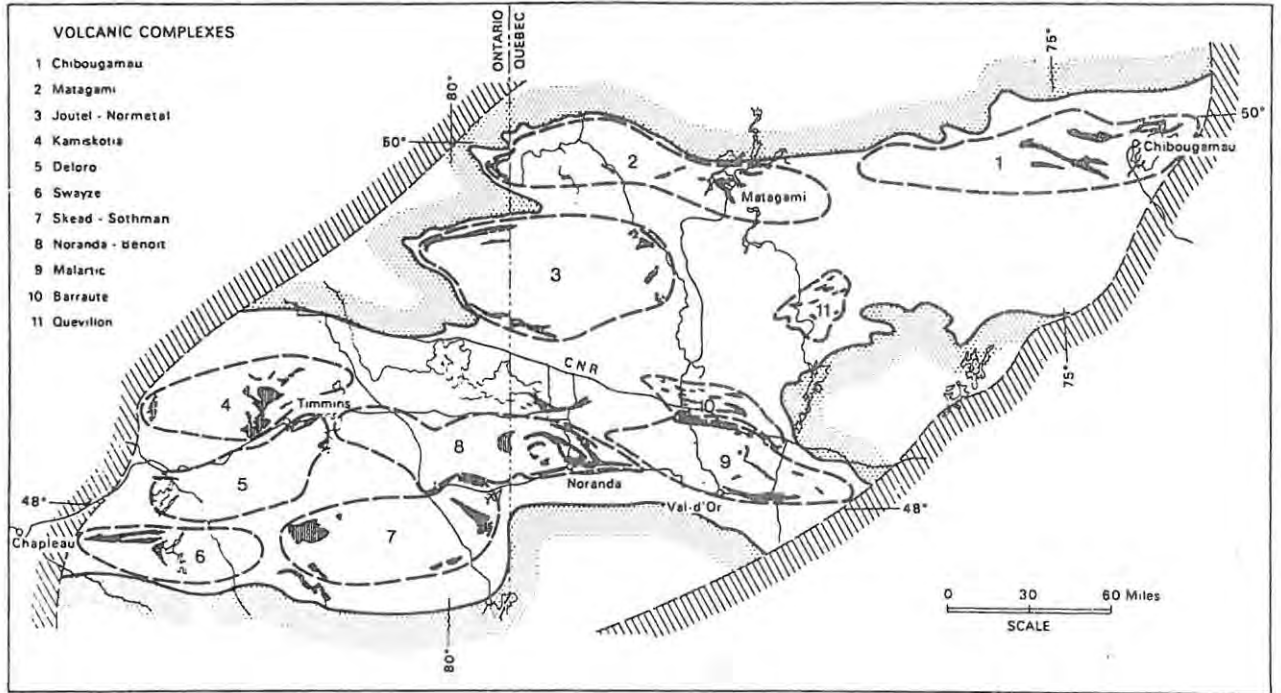 VOLCANIC COMPLEXES
1 Chibougamau
2 Matagami
3 Joutel - Normetal
4 Kamiskotia
5 Deloro
6 Swayze
7 Skead - Sothman
8 Noranda - Benoit
9 Malartic
10 Barraute
11 Quevillon
ONTARIO
QUEBEC
80°
75°
50°
50°
2
1
Chibougamau
Matagami
3
11
CNR
75°
4
Timmins
10
8
9
Noranda
5
48°
Val-d'Or
48°
Chapleau
7
6
0 30 60 Miles
SCALE
80°